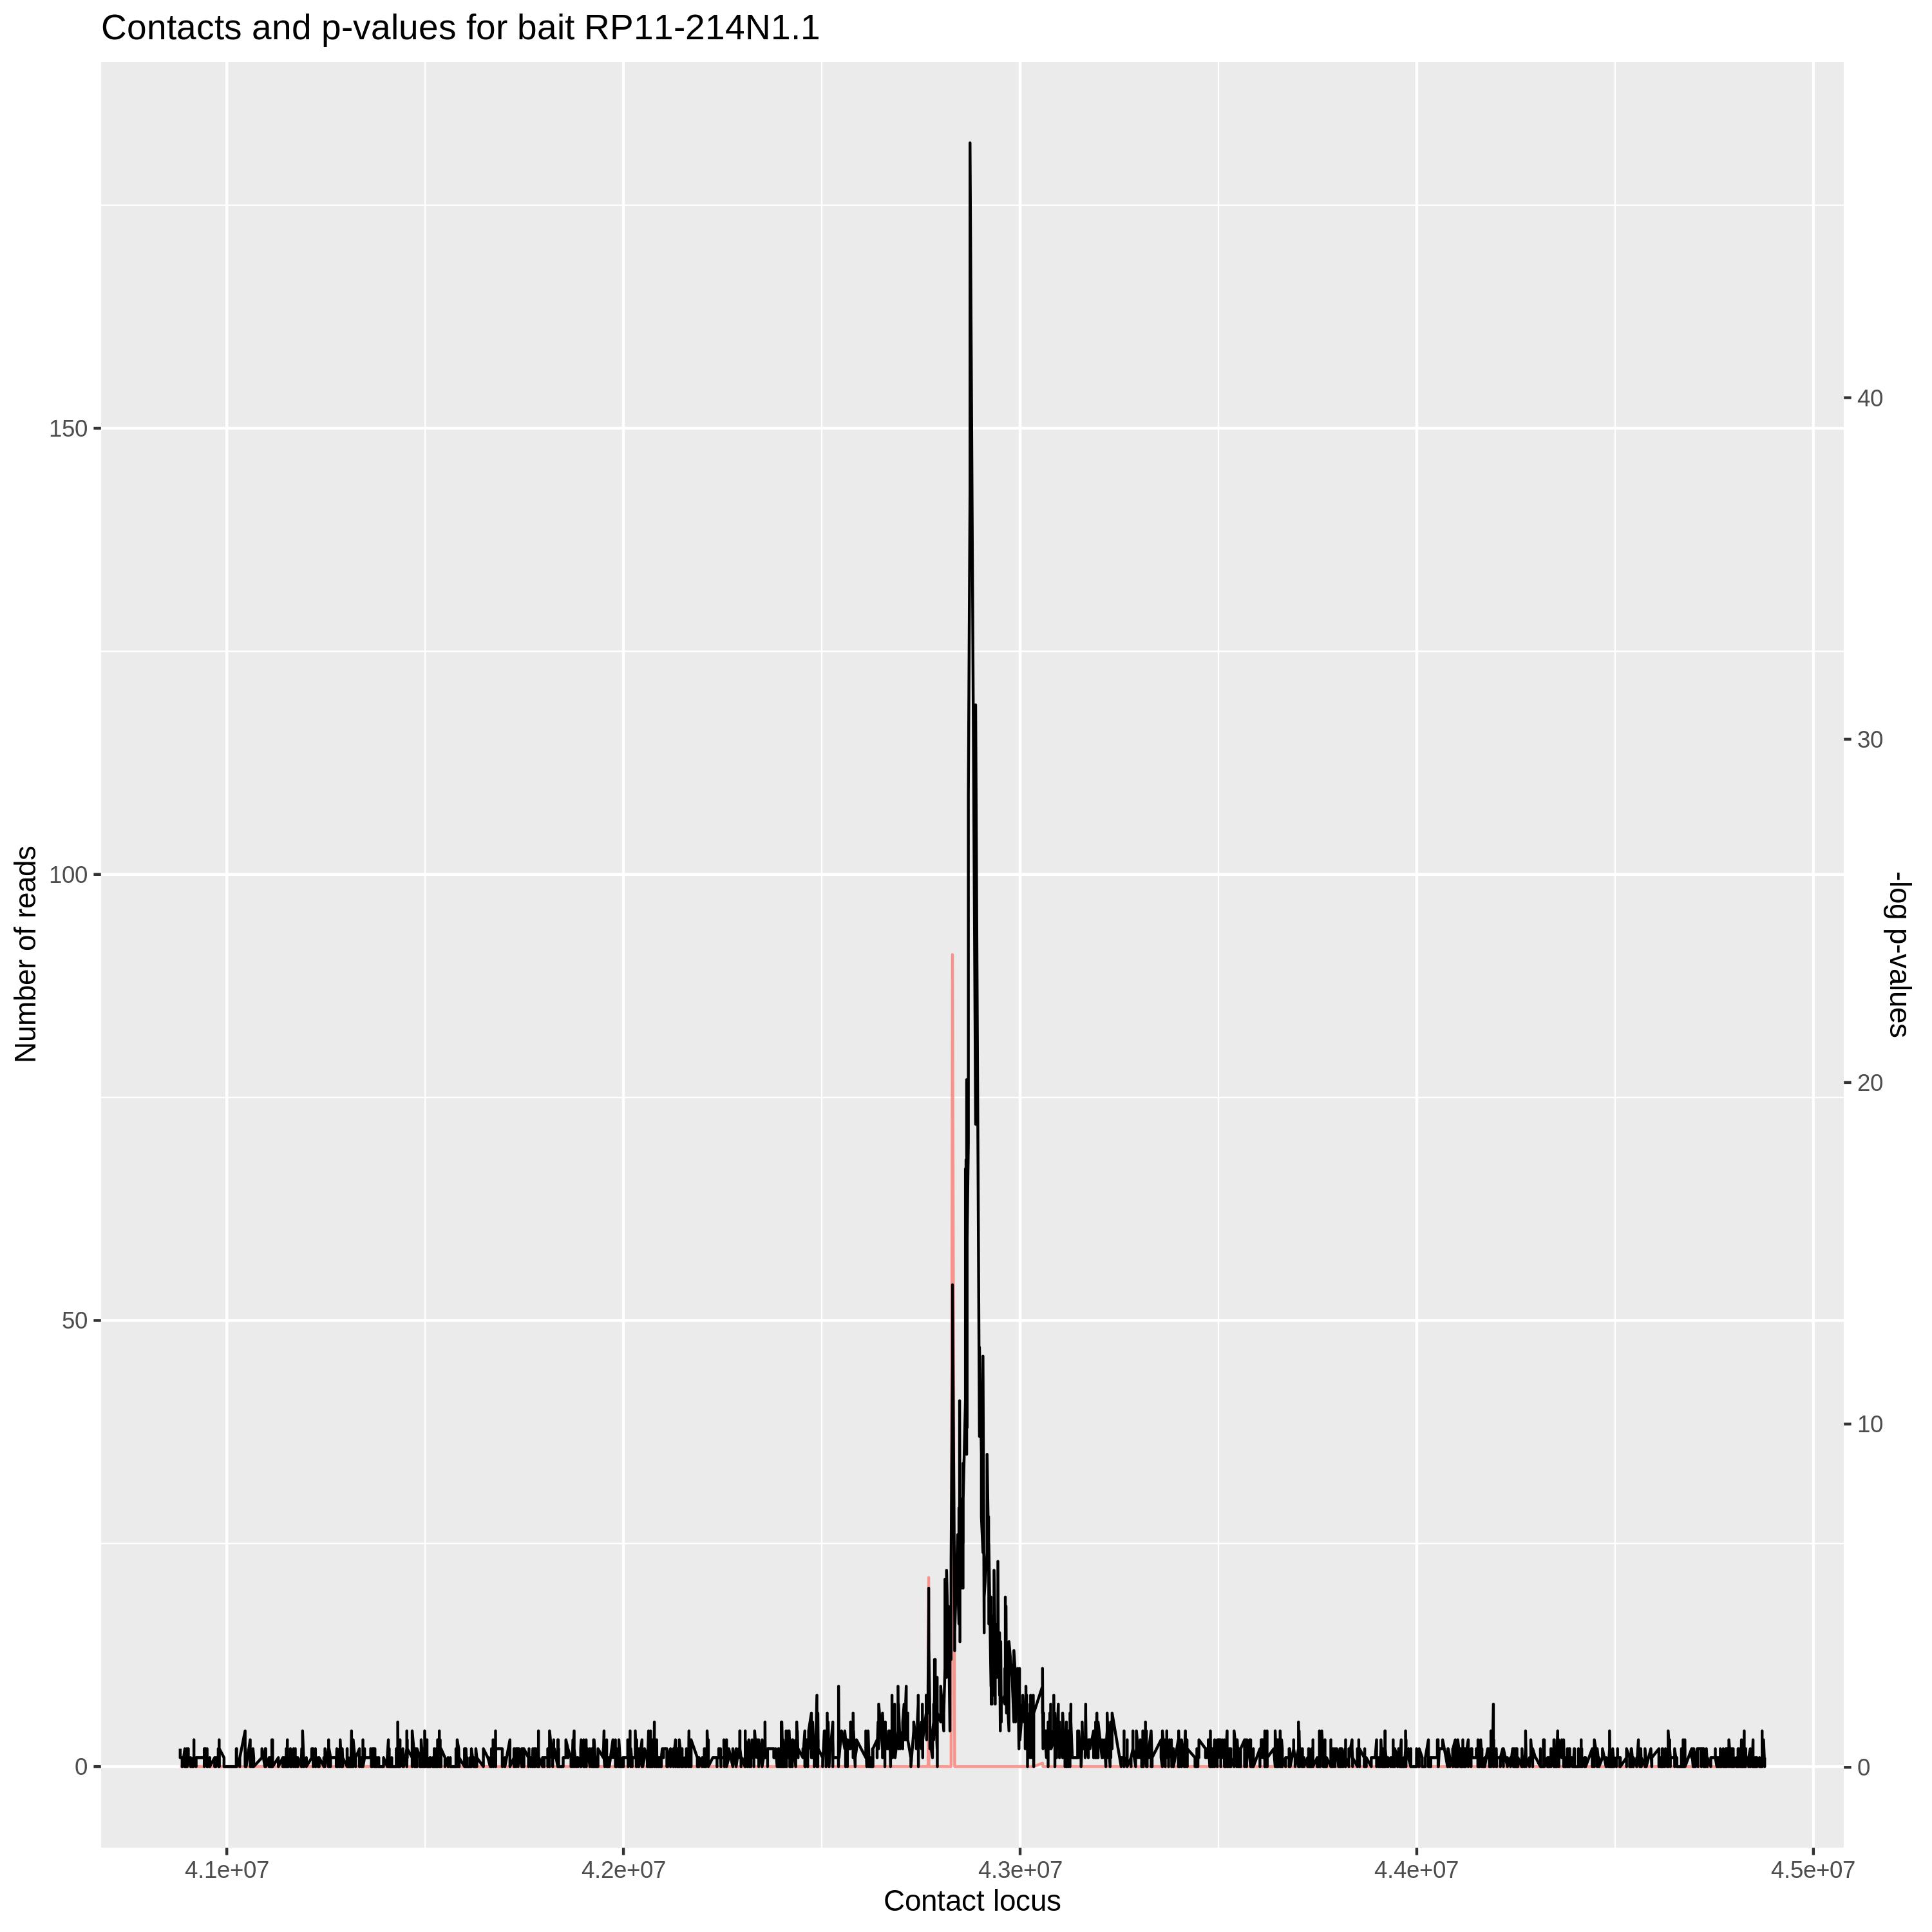 Contacts and p-values for bait RP11-214N1.1
Number of reads
150
100
50
0
40
30
20
10
0
-log p-values
4.1e+07 4.2e+07 4.3e+07 4.4e+07 4.5e+07
Contact locus